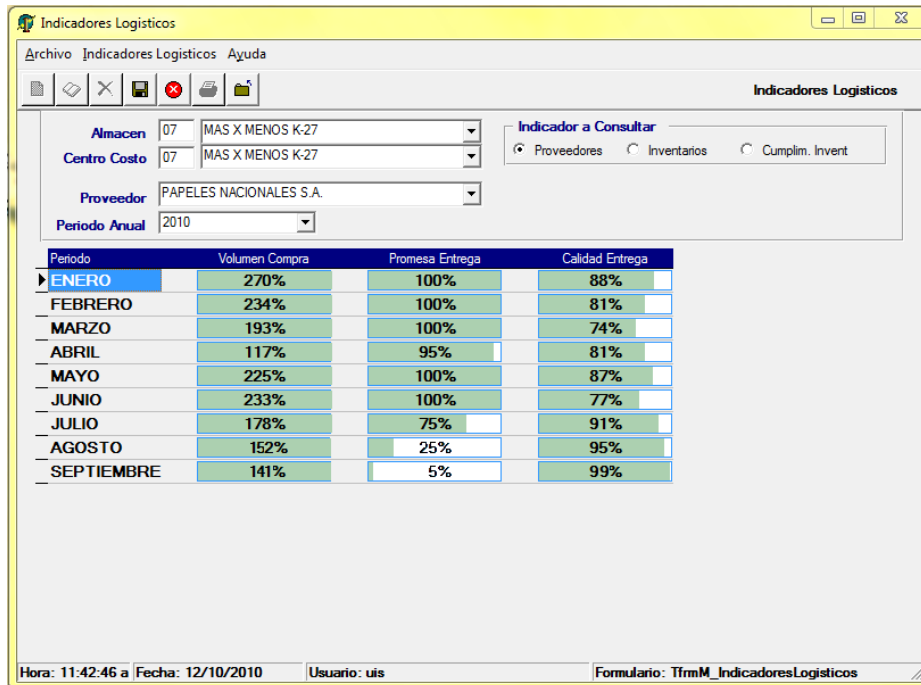 Indicadores Logisticos
Archivo Indicadores Logisticos Ayuda
Indicadores Logisticos
Almacen 07 MAS X MENOS K-27
Indicador a Consultar
Centro Costo 07 MAS X MENOS K-27
Proveedores Inventarios Cumplim. Invent
Proveedor PAPELES NACIONALES S.A.
Periodo Anual 2010
Periodo Volumen Compra Promesa Entrega Calidad Entrega
ENERO 270% 100% 88%
FEBRERO 234% 100% 81%
MARZO 193% 100% 74%
ABRIL 117% 95% 81%
MAYO 225% 100% 87%
JUNIO 233% 100% 77%
JULIO 178% 75% 91%
AGOSTO 152% 25% 95%
SEPTIEMBRE 141% 5% 99%
Hora: 11:42:46 a Fecha: 12/10/2010 Usuario: uis Formulario: TfrmM_IndicadoresLogisticos